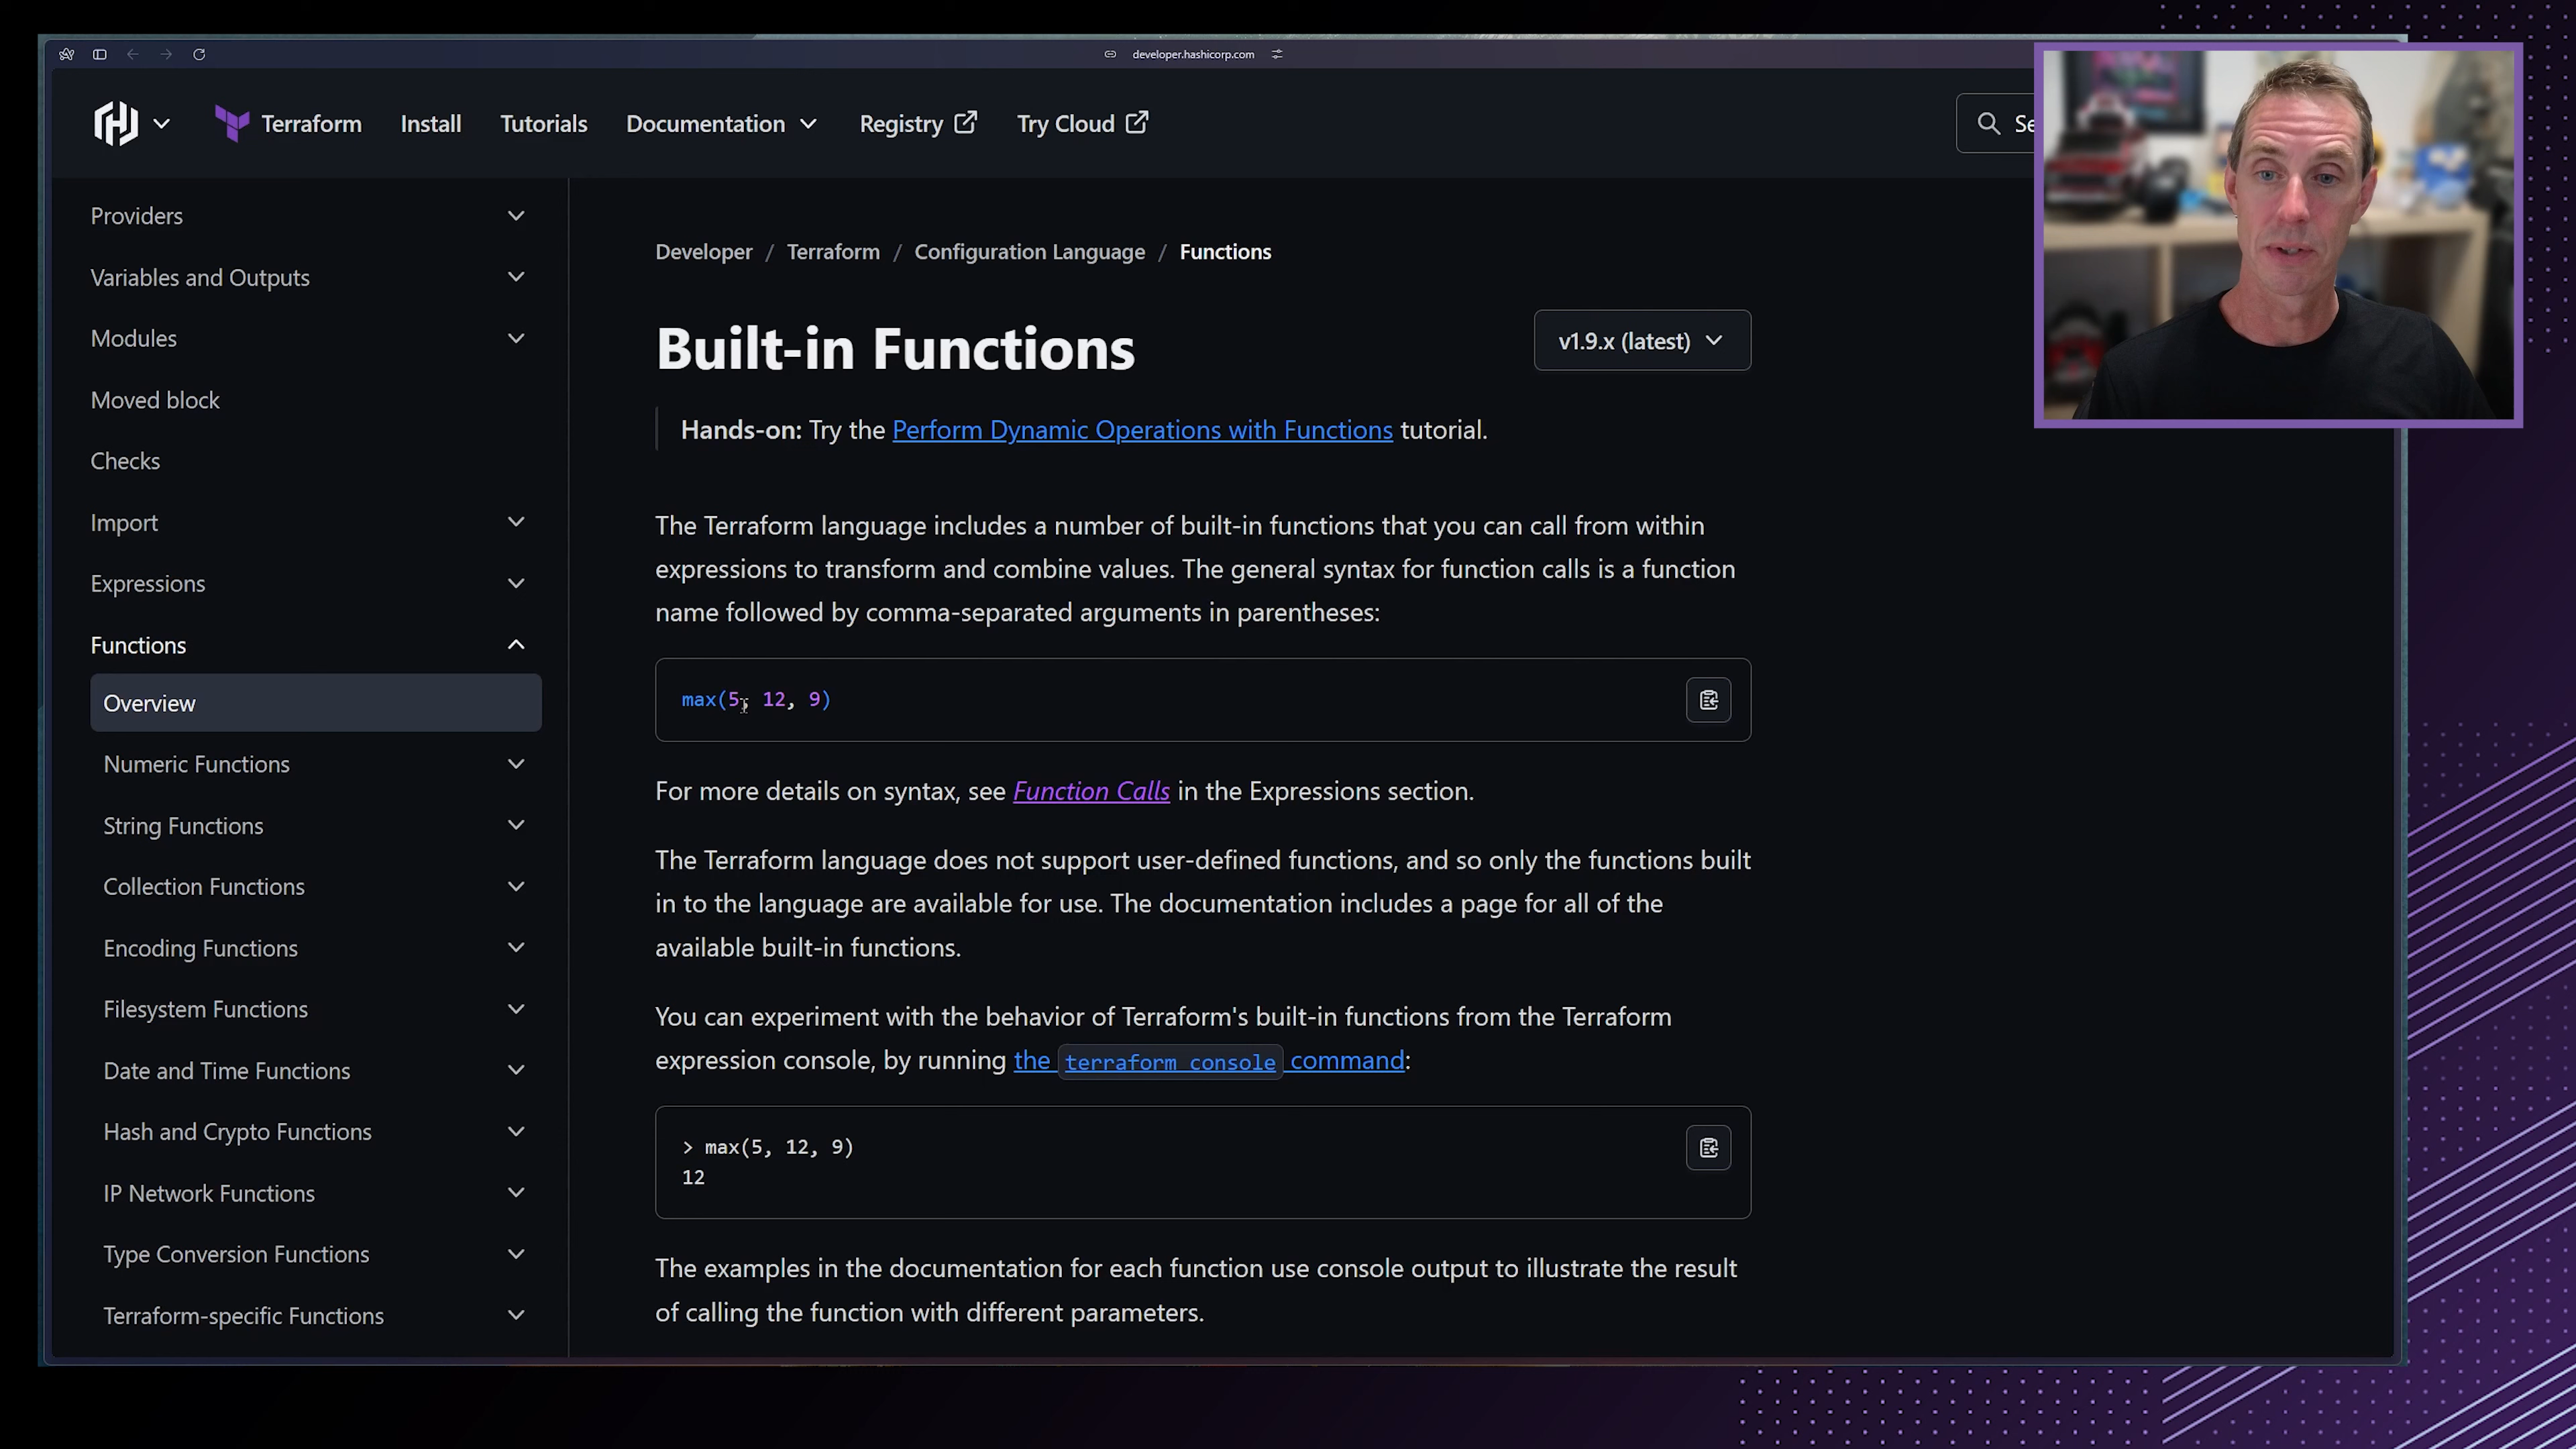 developer.hashicorp.com
Terraform Install Tutorials Documentation Registry Try Cloud Se
Providers
Variables and Outputs
Modules
Moved block
Checks
Import
Expressions
Functions
Overview
Numeric Functions
String Functions
Collection Functions
Encoding Functions
Filesystem Functions
Date and Time Functions
Hash and Crypto Functions
IP Network Functions
Type Conversion Functions
Terraform-specific Functions
Developer / Terraform / Configuration Language / Functions
Built-in Functions
v1.9.x (latest)
Hands-on: Try the Perform Dynamic Operations with Functions tutorial.
The Terraform language includes a number of built-in functions that you can call from within
expressions to transform and combine values. The general syntax for function calls is a function
name followed by comma-separated arguments in parentheses:
max(5, 12, 9)
For more details on syntax, see Function Calls in the Expressions section.
The Terraform language does not support user-defined functions, and so only the functions built
in to the language are available for use. The documentation includes a page for all of the
available built-in functions.
You can experiment with the behavior of Terraform's built-in functions from the Terraform
expression console, by running the terraform console command:
> max(5, 12, 9)
12
The examples in the documentation for each function use console output to illustrate the result
of calling the function with different parameters.